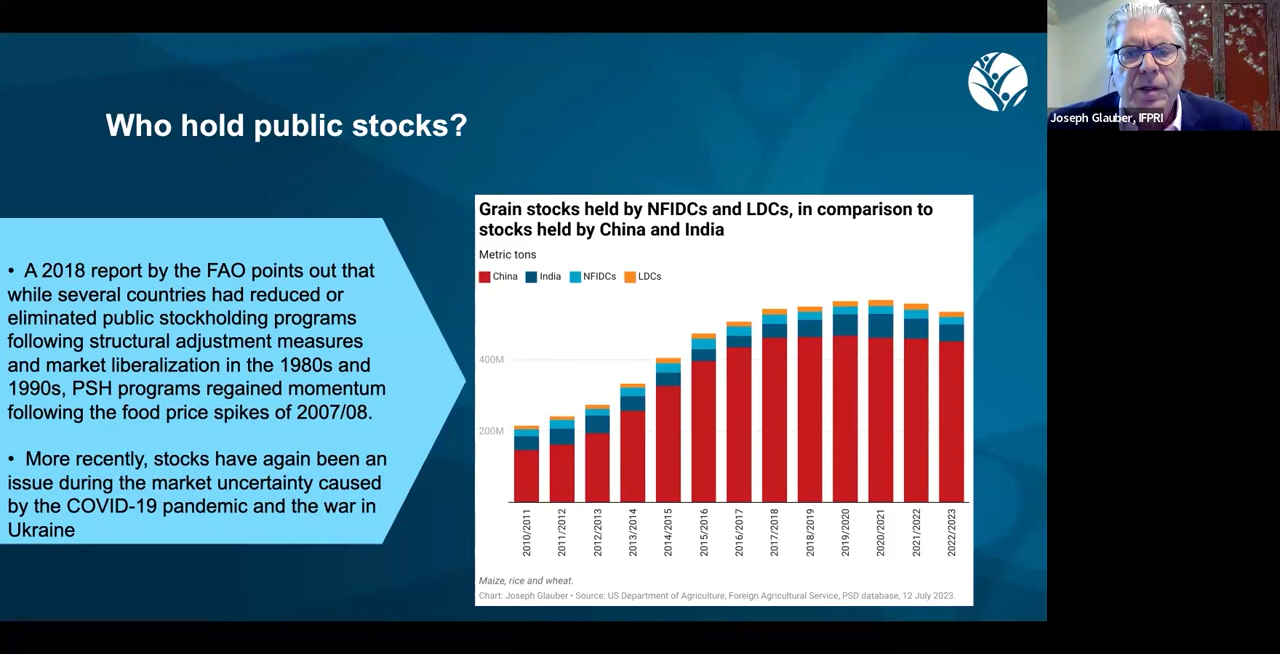 Who hold public stocks?
• A 2018 report by the FAO points out that
while several countries had reduced or
eliminated public stockholding programs
following structural adjustment measures
and market liberalization in the 1980s and
1990s, PSH programs regained momentum
following the food price spikes of 2007/08.
• More recently, stocks have again been an
issue during the market uncertainty caused
by the COVID-19 pandemic and the war in
Ukraine
Grain stocks held by NFIDCs and LDCs, in comparison to
stocks held by China and India
Metric tons
China India NFIDCs LDCs
400M
200M
2010/2011
2011/2012
2012/2013
2013/2014
2014/2015
2015/2016
2016/2017
2017/2018
2018/2019
2019/2020
2020/2021
2021/2022
2022/2023
Maize, rice and wheat.
Chart: Joseph Glauber • Source: US Department of Agriculture, Foreign Agricultural Service, PSD database, 12 July 2023.
Joseph Glauber, IFPRI